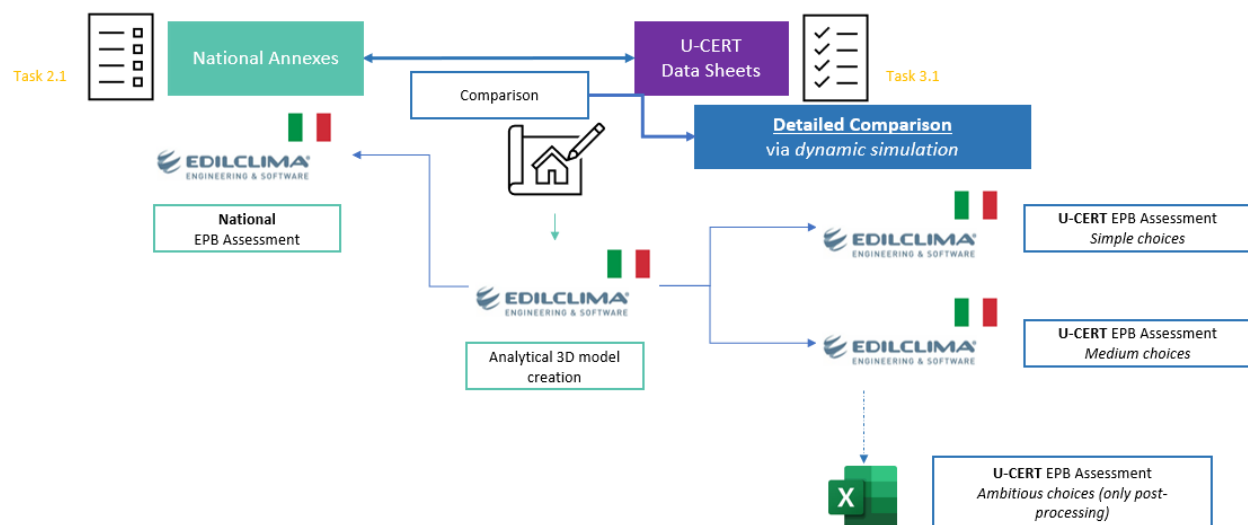 Task 2.1
National Annexes
U-CERT
Data Sheets
Task 3.1
Comparison
Detailed Comparison
via dynamic simulation
EDILCLIMA®
ENGINEERING & SOFTWARE
National
EPB Assessment
EDILCLIMA®
ENGINEERING & SOFTWARE
U-CERT EPB Assessment
Simple choices
EDILCLIMA®
ENGINEERING & SOFTWARE
Analytical 3D model
creation
EDILCLIMA®
ENGINEERING & SOFTWARE
U-CERT EPB Assessment
Medium choices
X
U-CERT EPB Assessment
Ambitious choices (only post-
processing)